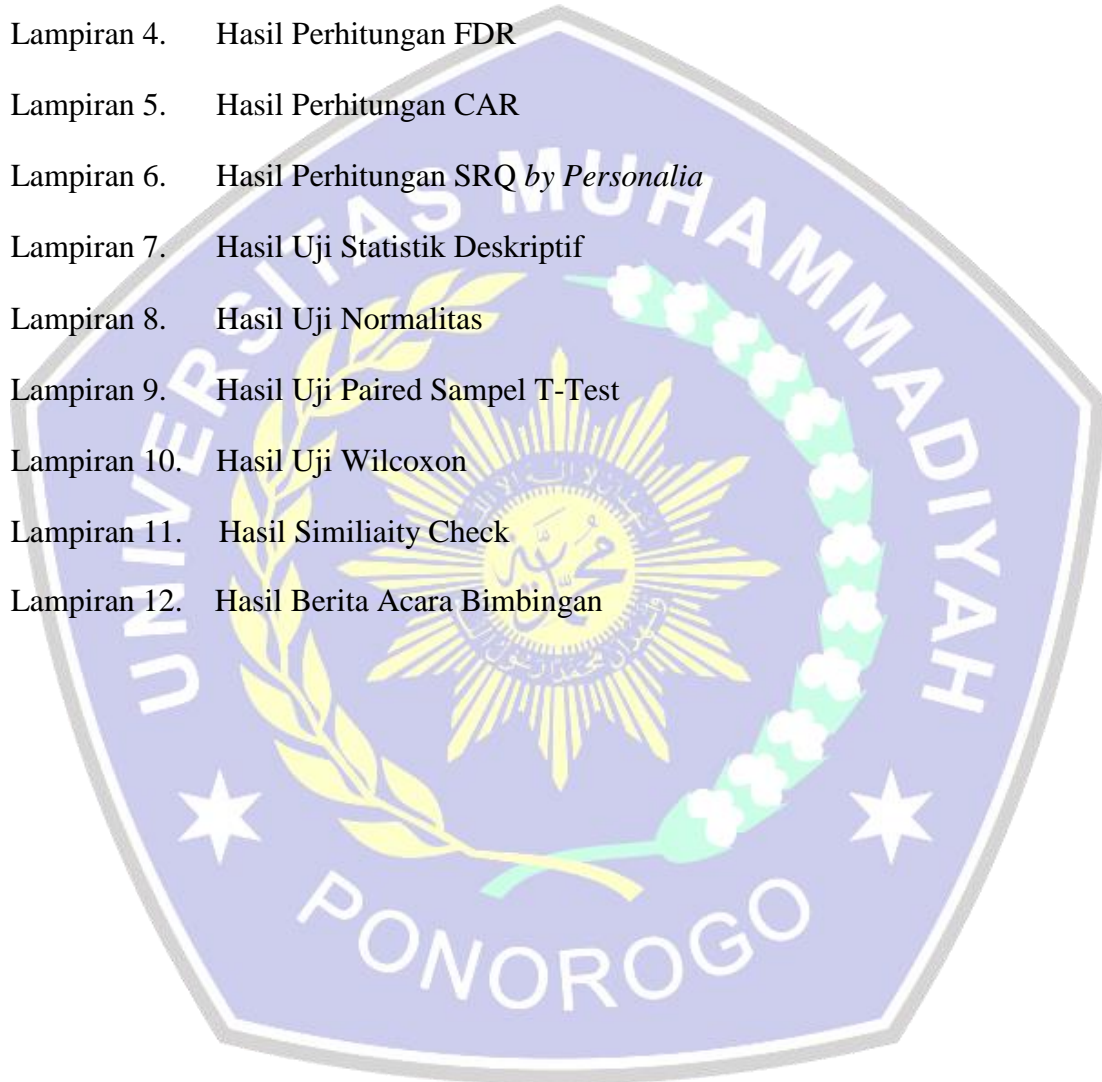 Lampiran 4. Hasil Perhitungan FDR
Lampiran 5. Hasil Perhitungan CAR
Lampiran 6. Hasil Perhitungan SRQ by Personalia
Lampiran 7. Hasil Uji Statistik Deskriptif
Lampiran 8. Hasil Uji Normalitas
Lampiran 9. Hasil Uji Paired Sampel T-Test
Lampiran 10. Hasil Uji Wilcoxon
Lampiran 11. Hasil Similiaity Check
Lampiran 12. Hasil Berita Acara Bimbingan
UNIVERSITAS MUHAMMADIYAH
PONOROGO
محمد